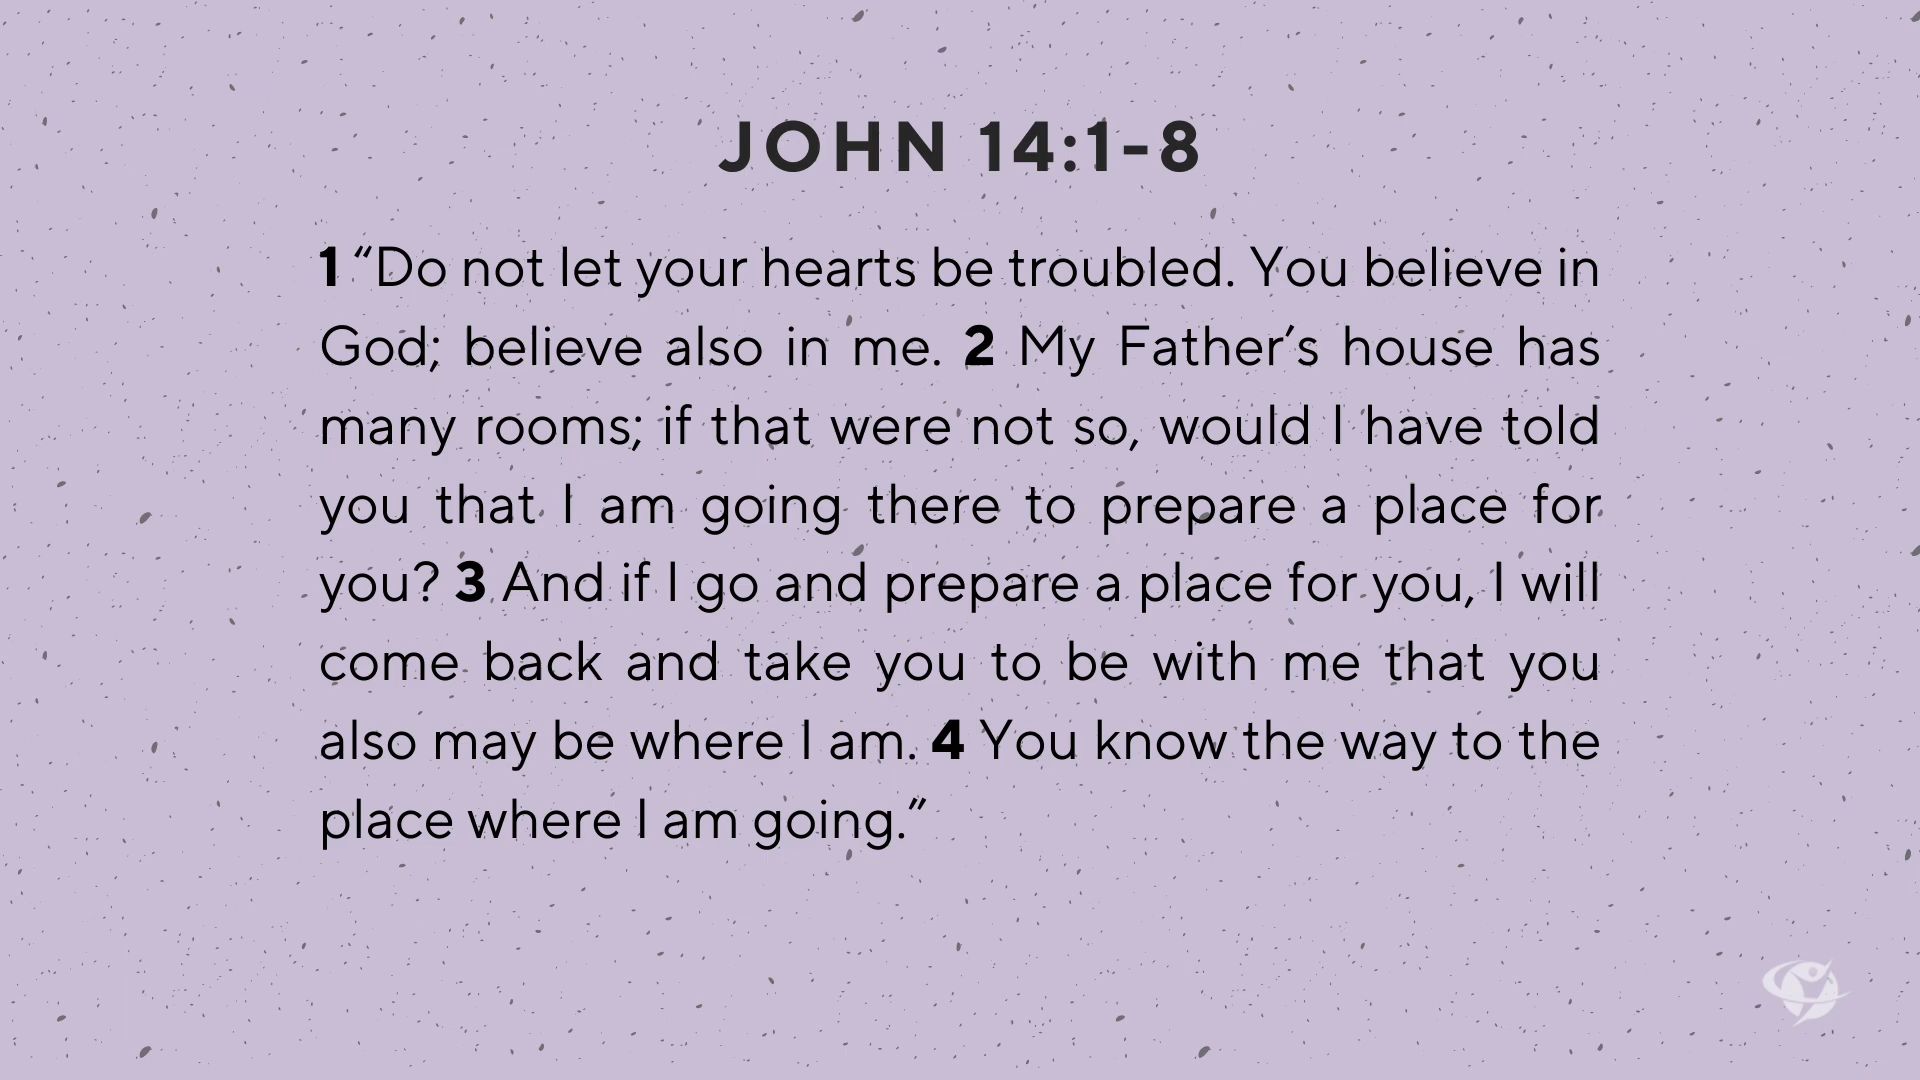 JOHN 14:1-8
1 “Do not let your hearts be troubled. You believe in
God; believe also in me. 2 My Father’s house has
many rooms; if that were not so, would I have told
you that I am going there to prepare a place for
you? 3 And if I go and prepare a place for you, I will
come back and take you to be with me that you
also may be where I am. 4 You know the way to the
place where I am going.”